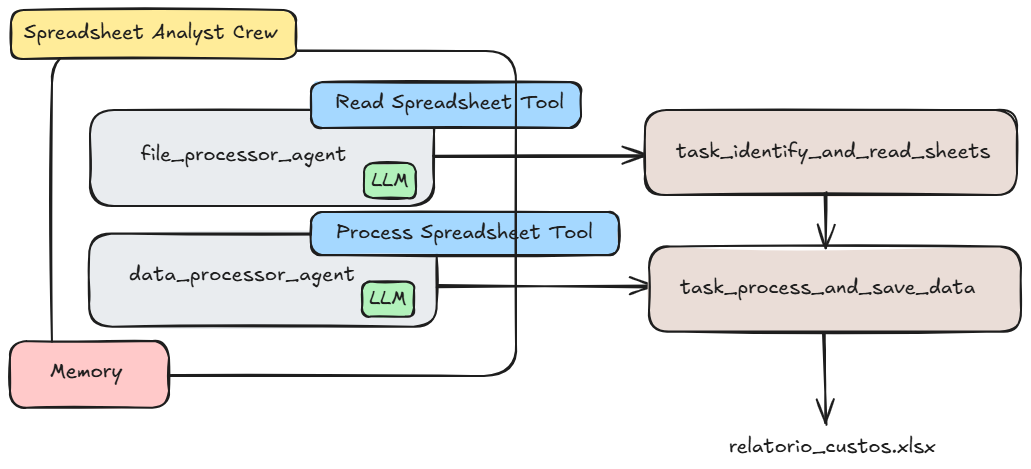 Spreadsheet Analyst Crew
Read Spreadsheet Tool
file_processor_agent
LLM
task_identify_and_read_sheets
Process Spreadsheet Tool
data_processor_agent
LLM
task_process_and_save_data
Memory
relatorio_custos.xlsx